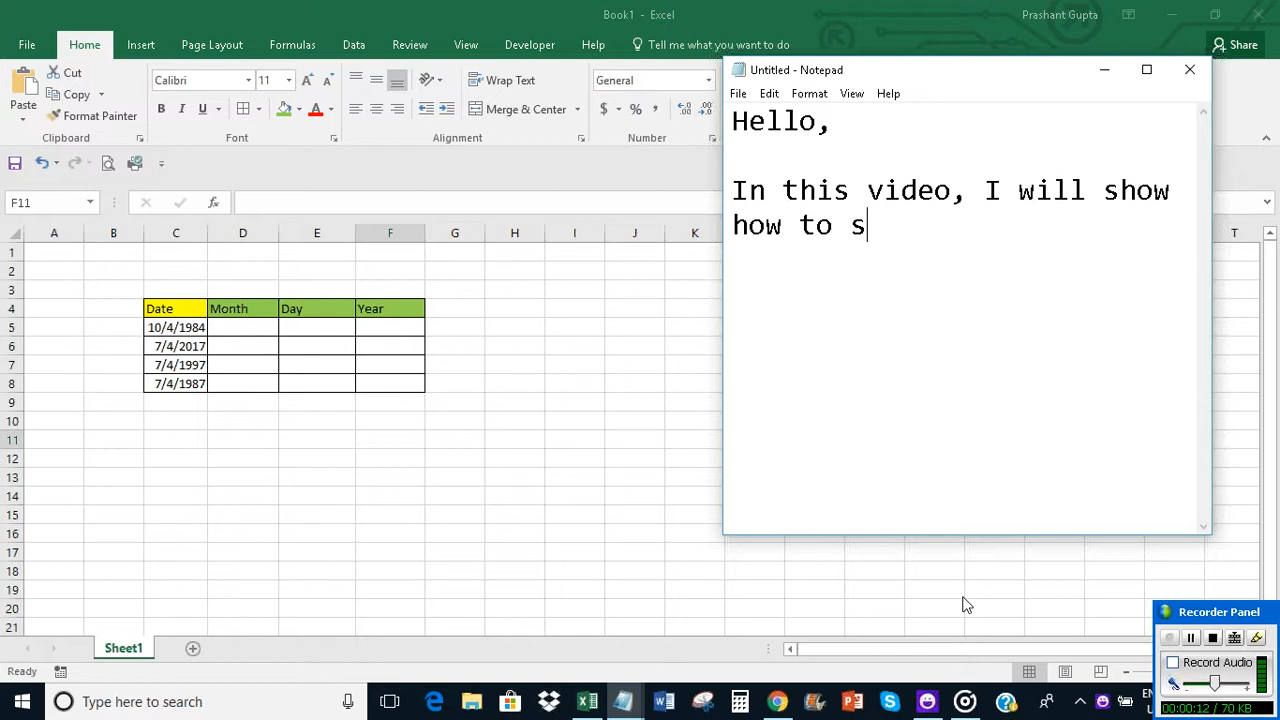 Book1 - Excel
Prashant Gupta
File Home Insert Page Layout Formulas Data Review View Developer Help Tell me what you want to do
Share
Paste
Cut
Copy
Format Painter
Clipboard
Calibri 11
B I U
Font
Wrap Text
Merge & Center
Alignment
General
$ % ,
Number
F11
fx
A B C D E F G H I J K T
1
2
3
4 Date Month Day Year
5 10/4/1984
6 7/4/2017
7 7/4/1997
8 7/4/1987
9
10
11
12
13
14
15
16
17
18
19
20
21
Untitled - Notepad
File Edit Format View Help
Hello,
In this video, I will show
how to s
Sheet1
Ready
Recorder Panel
Record Audio
00:00:12 / 70 KB
Type here to search